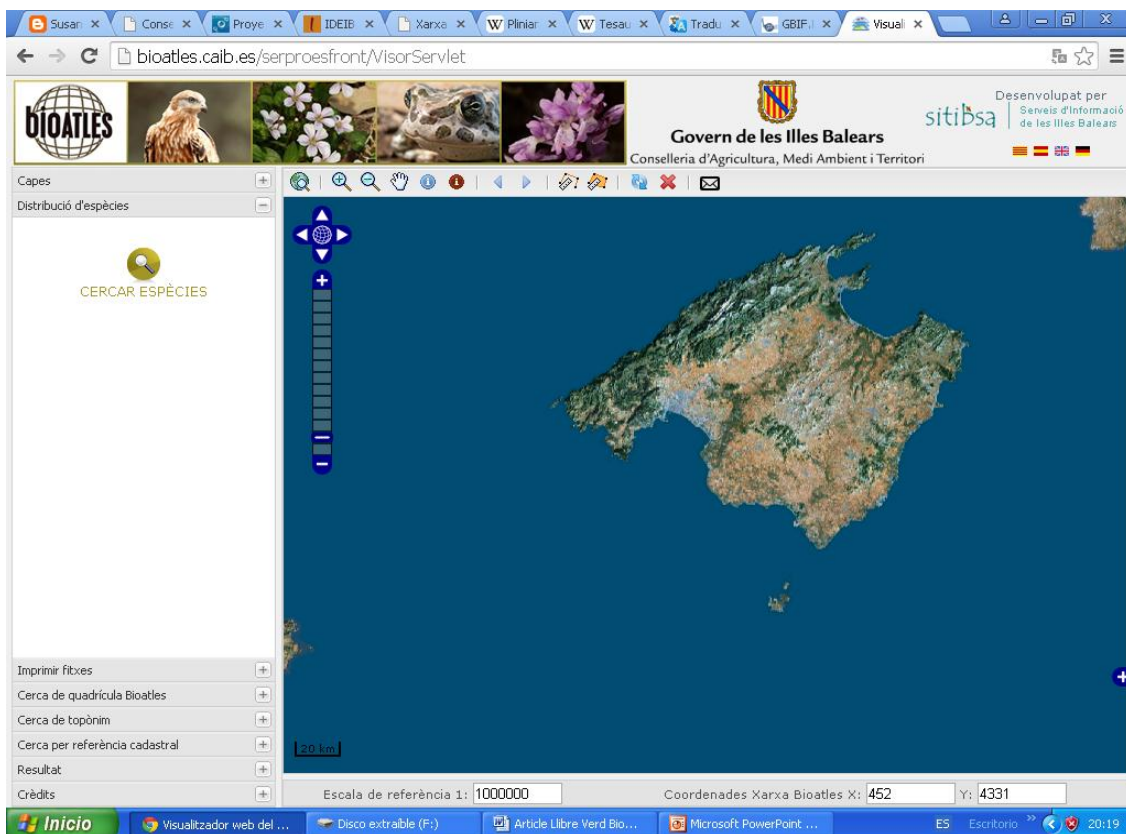 Susan
Conse
Proye
IDEIB
Xarxa
W Plinian
W Tesau
Tradu
GBIF.
Visuali
bioatles.caib.es/serproesfront/VisorServlet
bioATLES
Govern de les Illes Balears
Conselleria d'Agricultura, Medi Ambient i Territori
Desenvolupat per
sitibsa
Serveis d'Informació
de les Illes Balears
Capes
Distribució d'espècies
CERCAR ESPÈCIES
Imprimir fitxes
Cerca de quadrícula Bioatles
Cerca de topònim
Cerca per referència cadastral
Resultat
Crèdits
20 km
Escala de referència 1: 1000000
Coordenades Xarxa Bioatles X: 452 Y: 4331
Inicio
Visualitzador web del ...
Disco extraíble (F:)
Article Llibre Verd Bio...
Microsoft PowerPoint ...
ES
Escritorio
20:19